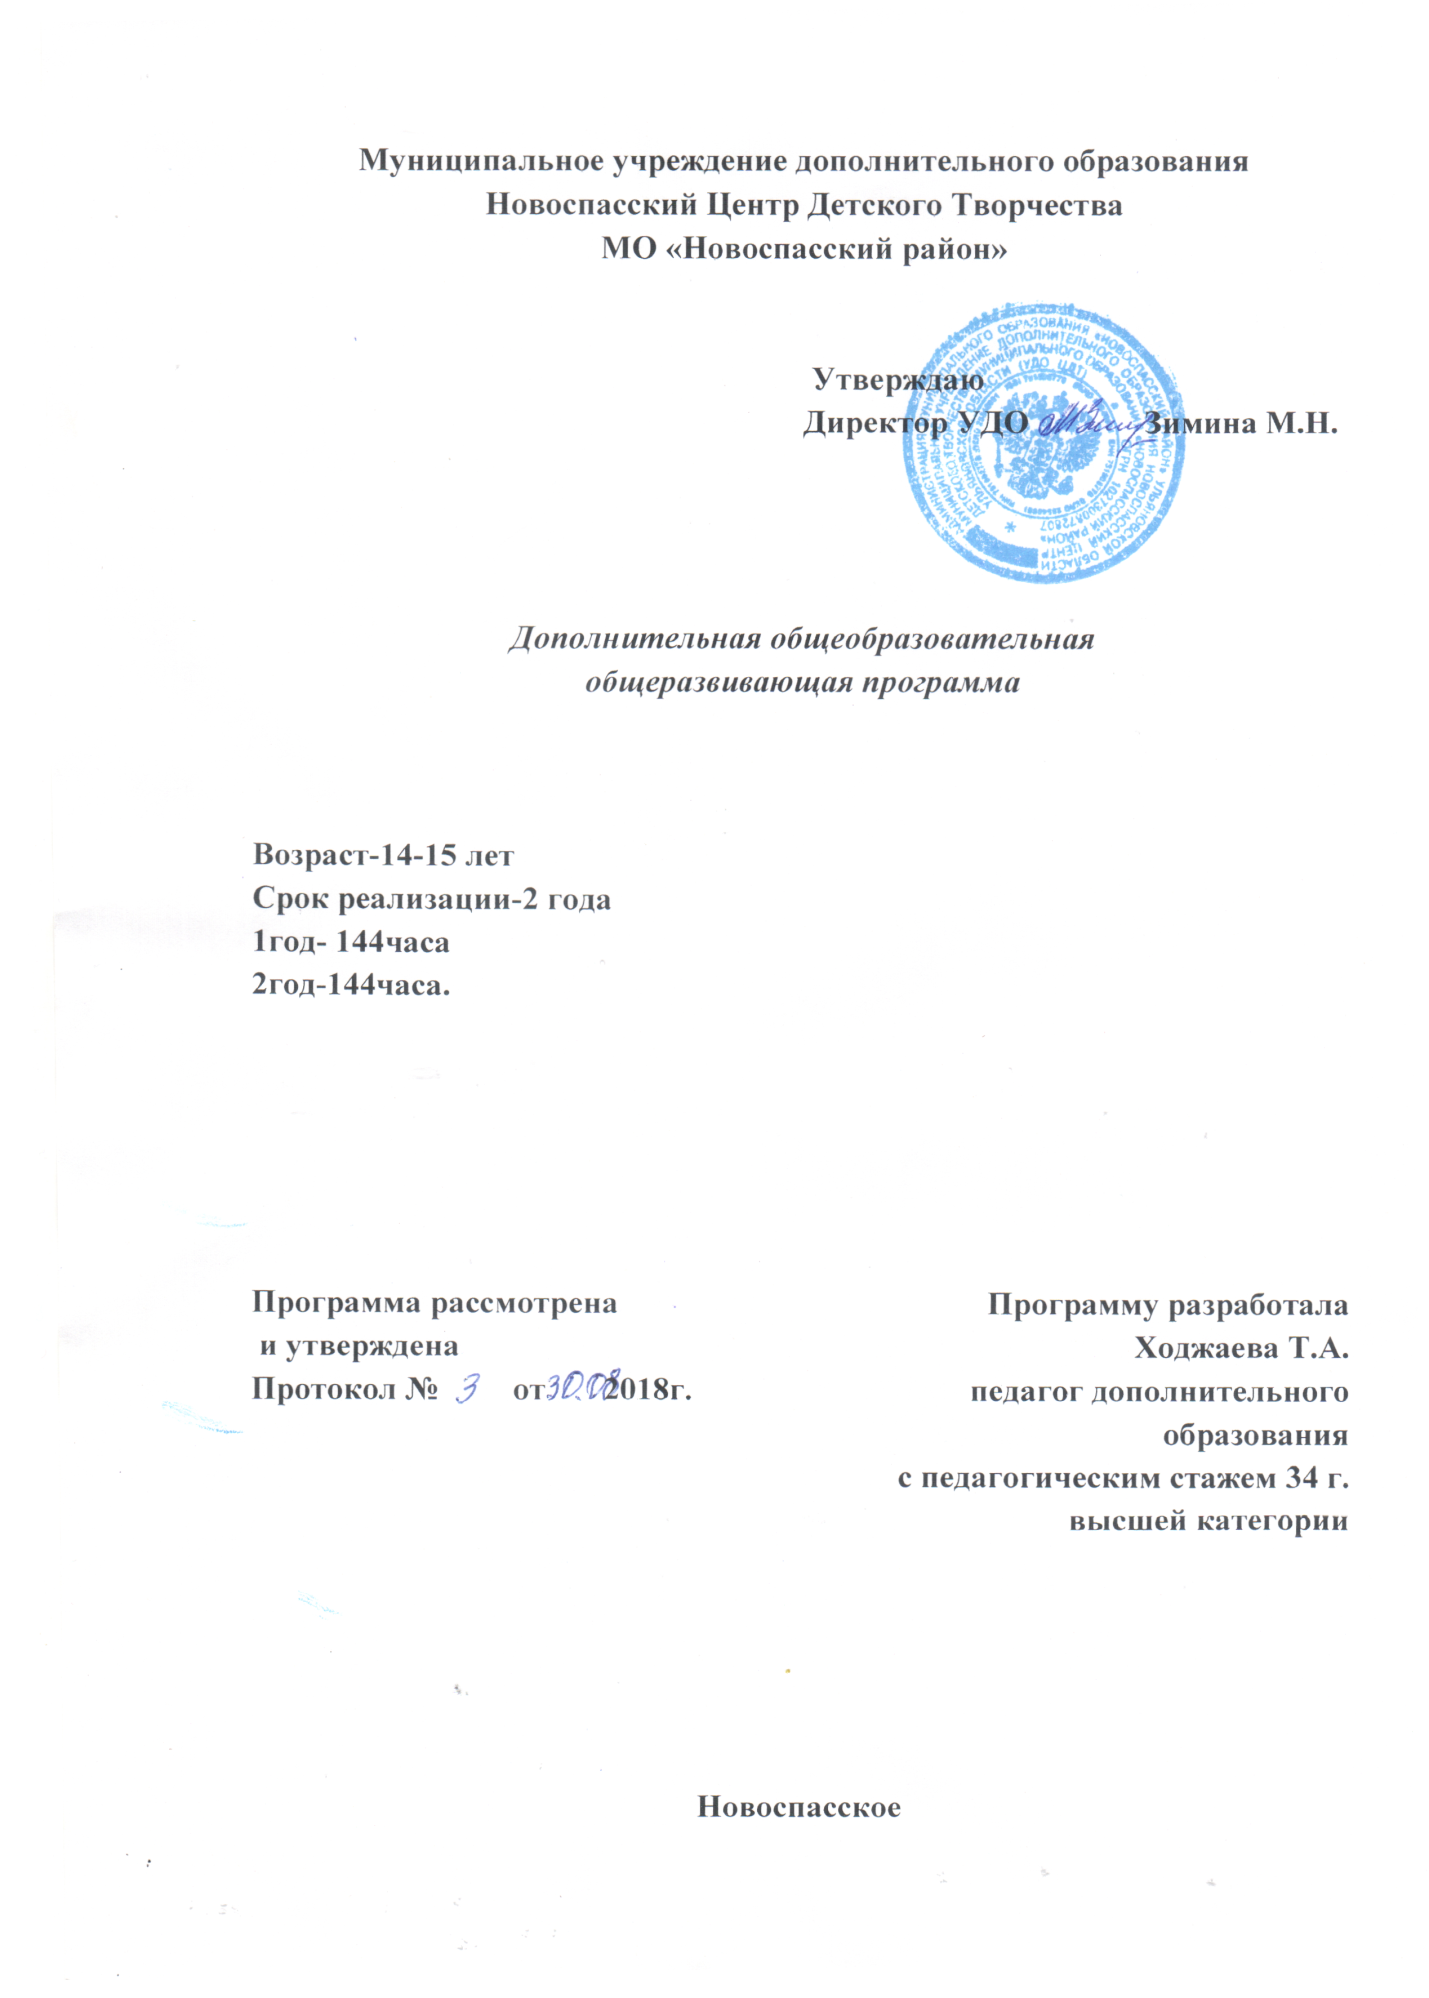 Муниципальное учреждение дополнительного образования
Новоспасский Центр Детского Творчества
МО «Новоспасский район»
Утверждаю
Директор УДО Зимина М.Н.
Дополнительная общеобразовательная
общеразвивающая программа
Возраст-14-15 лет
Срок реализации-2 года
1год- 144часа
2год-144часа.
Программа рассмотрена
и утверждена
Протокол № 3 от 30.08 2018г.
Программу разработала
Ходжаева Т.А.
педагог дополнительного
образования
с педагогическим стажем 34 г.
высшей категории
Новоспасское